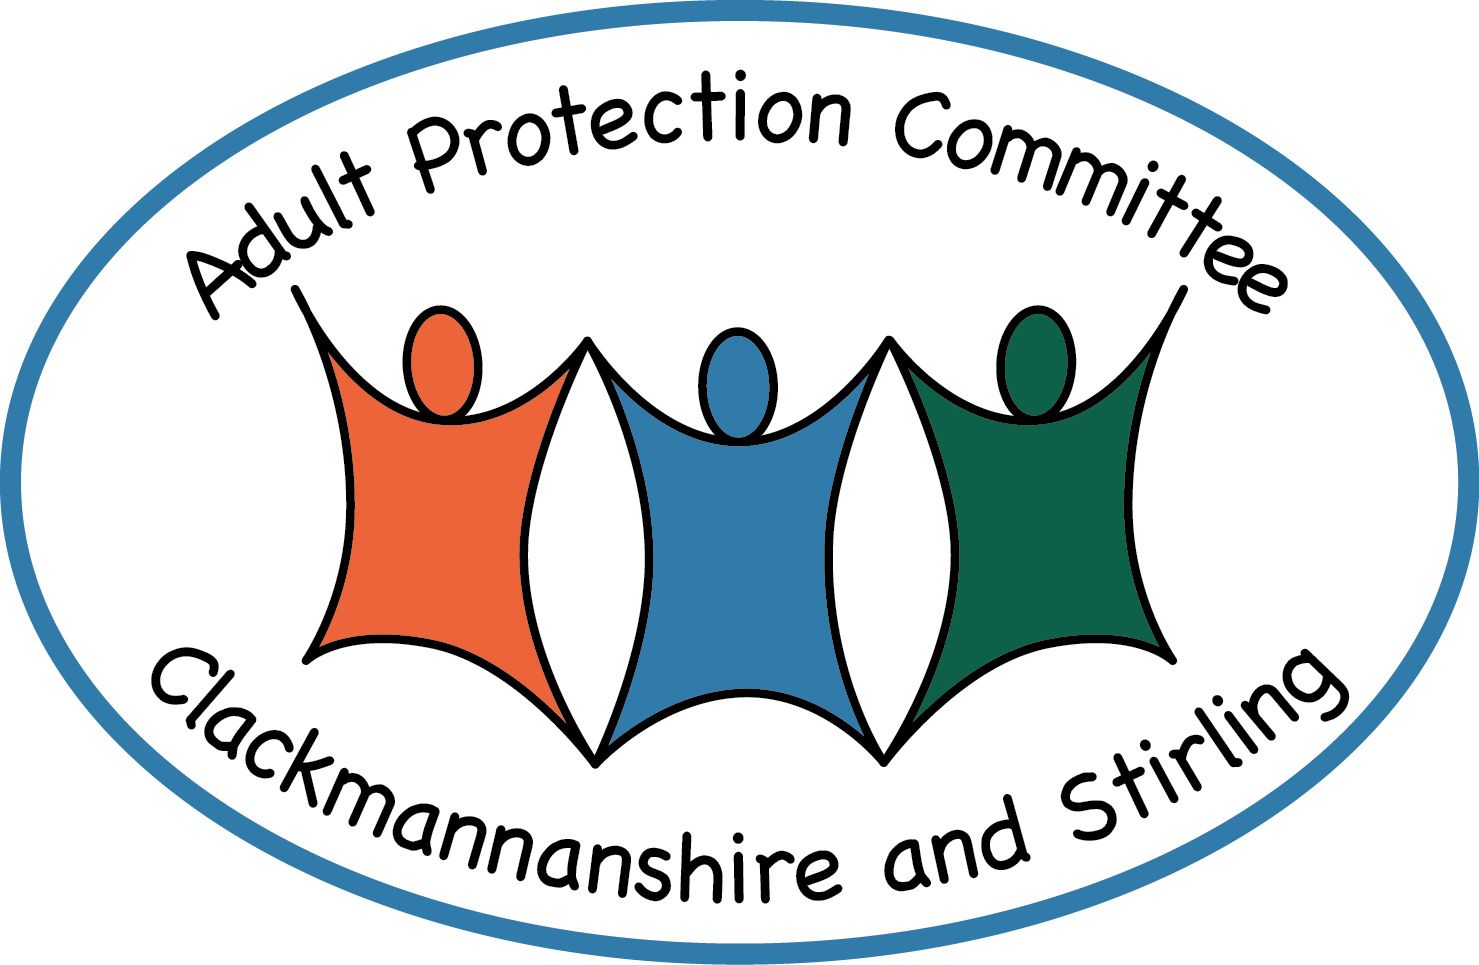 Adult Protection Committee
Clackmannanshire and Stirling